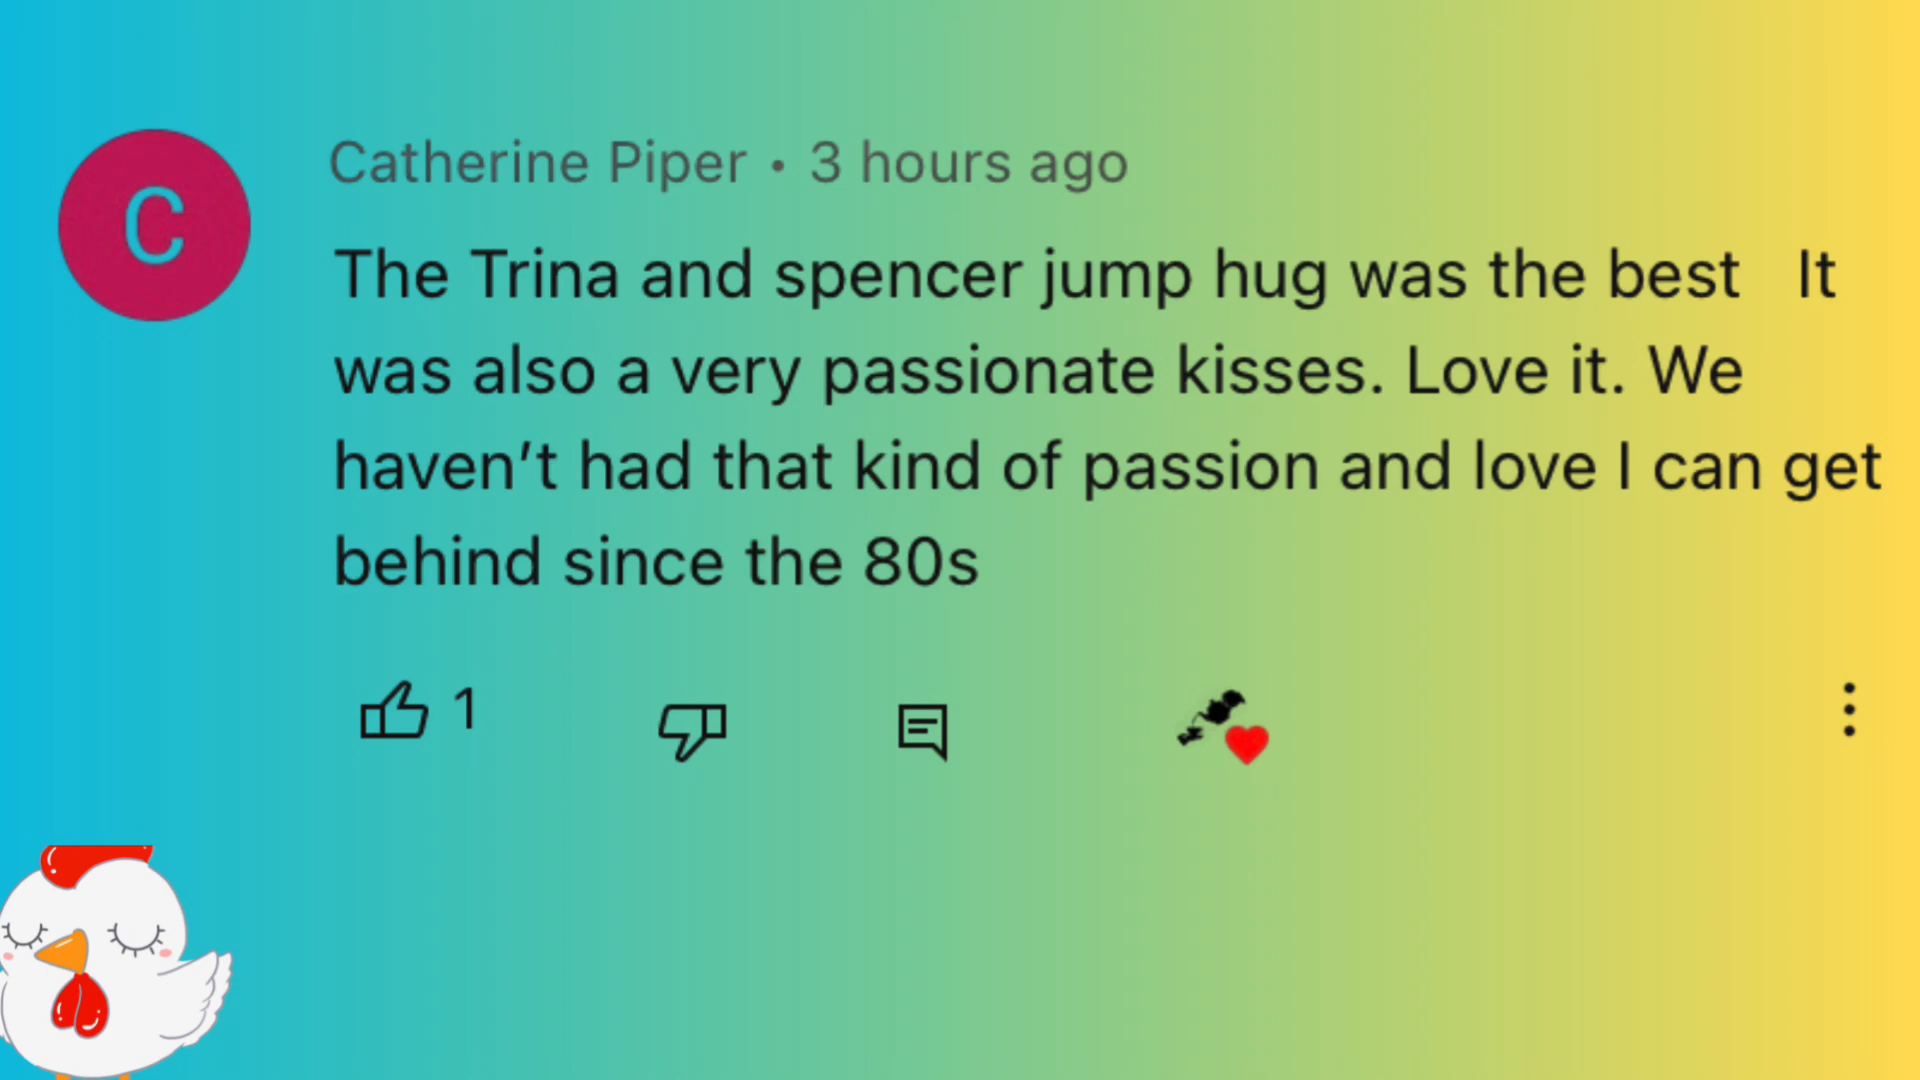 C
Catherine Piper • 3 hours ago
The Trina and spencer jump hug was the best   It
was also a very passionate kisses. Love it. We
haven’t had that kind of passion and love I can get
behind since the 80s
1